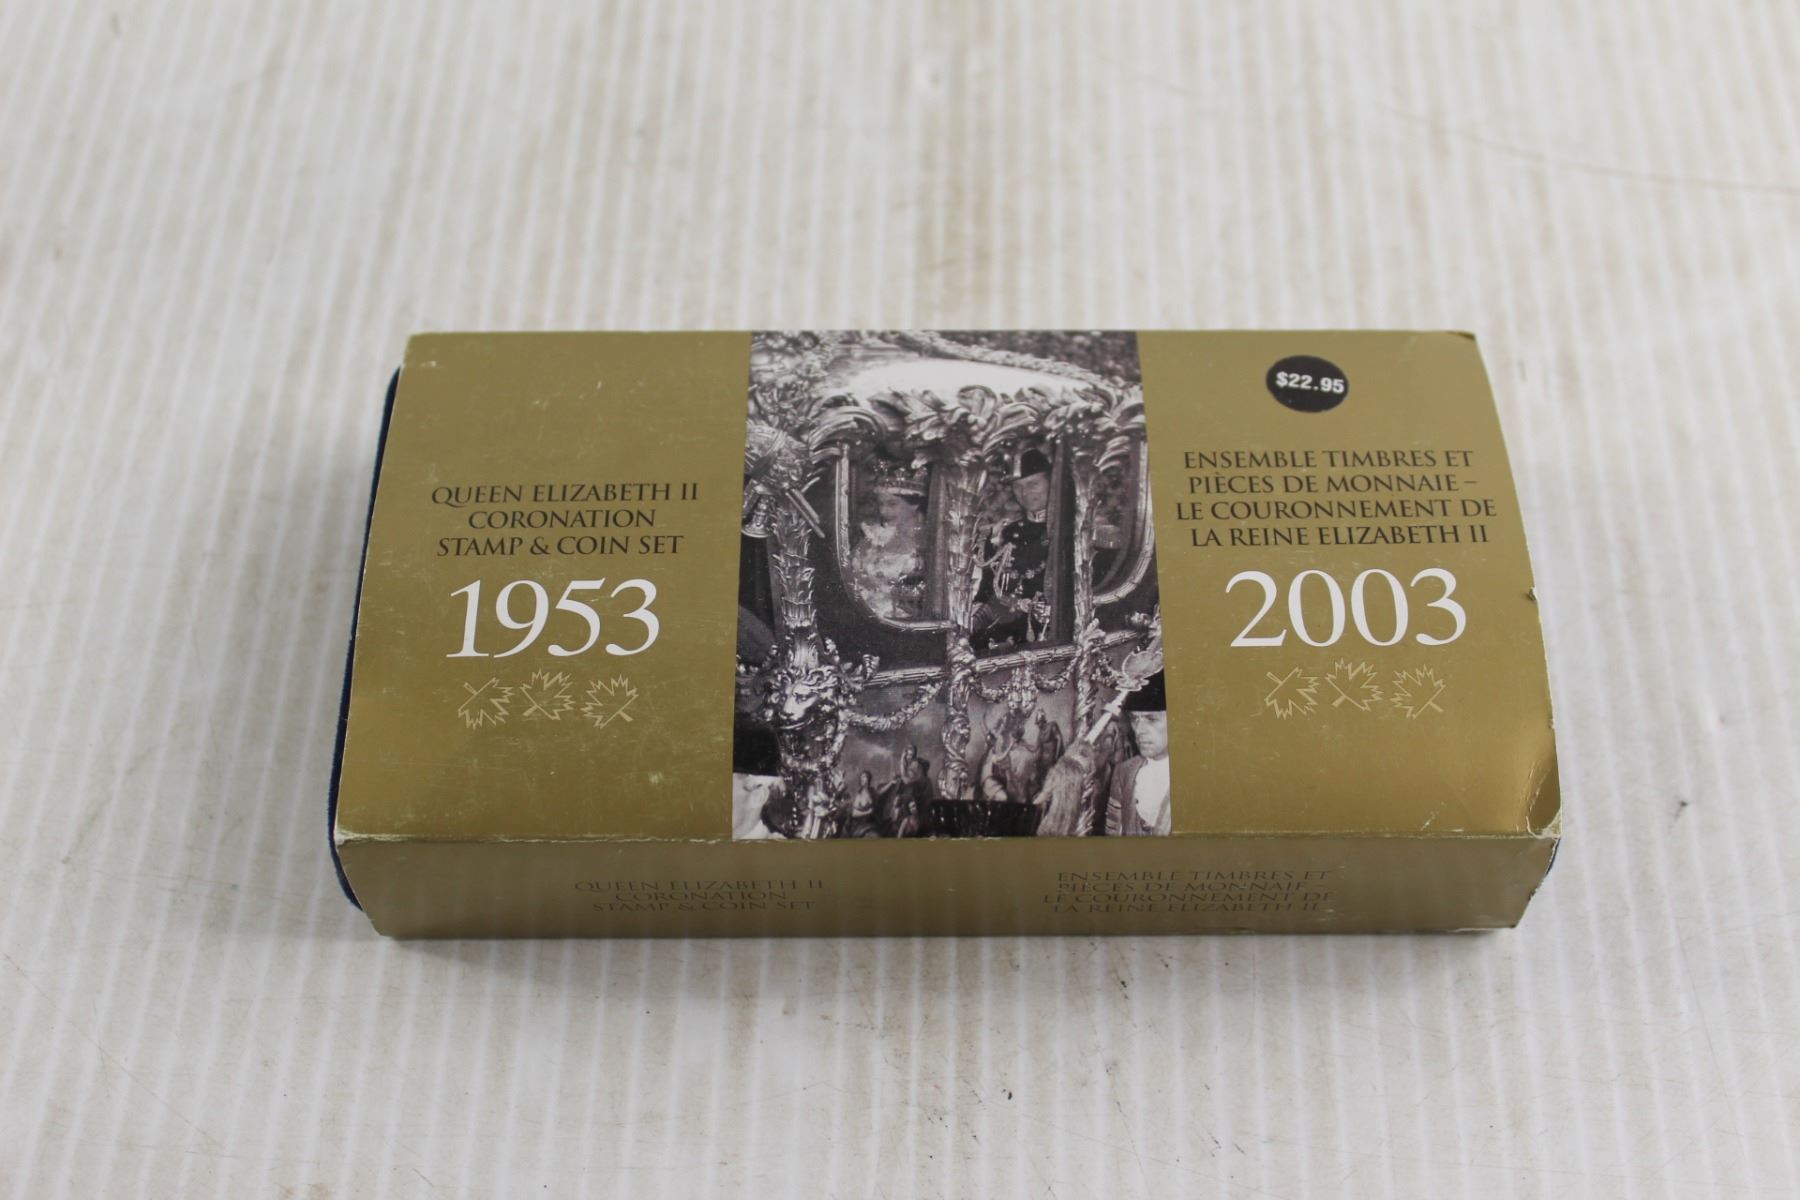 QUEEN ELIZABETH II
CORONATION
STAMP & COIN SET
1953
$22.95
ENSEMBLE TIMBRES ET
PIÈCES DE MONNAIE –
LE COURONNEMENT DE
LA REINE ELIZABETH II
2003
QUEEN ELIZABETH II
CORONATION
STAMP & COIN SET
ENSEMBLE TIMBRES ET
PIÈCES DE MONNAIE –
LE COURONNEMENT DE
LA REINE ELIZABETH II